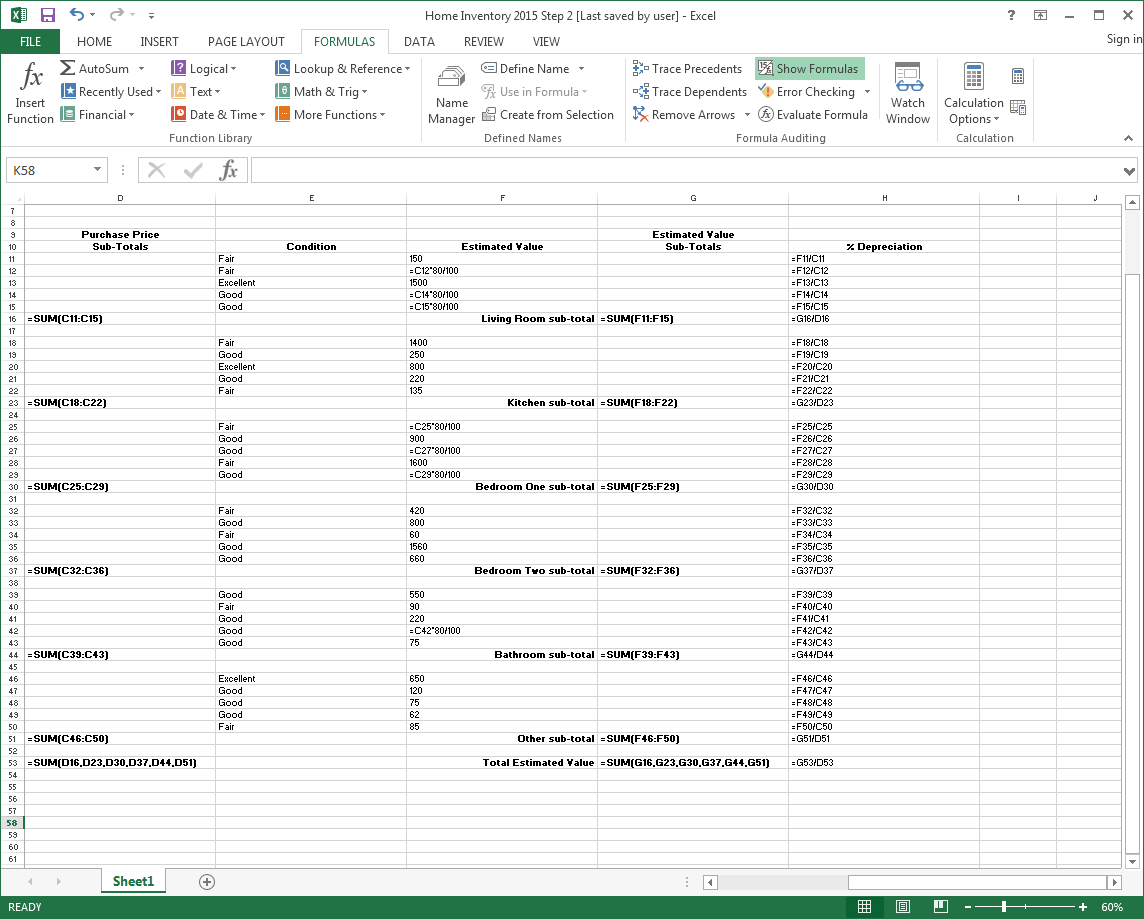 Home Inventory 2015 Step 2 [Last saved by user] - Excel
?
Sign in
FILE HOME INSERT PAGE LAYOUT FORMULAS DATA REVIEW VIEW
fx Insert Function
AutoSum
Recently Used
Financial
Logical
Text
Date & Time
Lookup & Reference
Math & Trig
More Functions
Function Library
Name Manager
Define Name
Use in Formula
Create from Selection
Defined Names
Trace Precedents
Trace Dependents
Remove Arrows
Show Formulas
Error Checking
Evaluate Formula
Formula Auditing
Watch Window
Calculation Options
Calculation
K58 fx
D E F G H I J
7
8
9 Purchase Price Estimated Value
10 Sub-Totals Condition Estimated Value Sub-Totals % Depreciation
11 Fair 150 =F11/C11
12 Fair =C12*80/100 =F12/C12
13 Excellent 1500 =F13/C13
14 Good =C14*80/100 =F14/C14
15 Good =C15*80/100 =F15/C15
16 =SUM(C11:C15) Living Room sub-total =SUM(F11:F15) =G16/D16
17
18 Fair 1400 =F18/C18
19 Good 250 =F19/C19
20 Excellent 800 =F20/C20
21 Good 220 =F21/C21
22 Fair 135 =F22/C22
23 =SUM(C18:C22) Kitchen sub-total =SUM(F18:F22) =G23/D23
24
25 Fair =C25*80/100 =F25/C25
26 Good 900 =F26/C26
27 Good =C27*80/100 =F27/C27
28 Fair 1600 =F28/C28
29 Good =C29*80/100 =F29/C29
30 =SUM(C25:C29) Bedroom One sub-total =SUM(F25:F29) =G30/D30
31
32 Fair 420 =F32/C32
33 Good 800 =F33/C33
34 Fair 60 =F34/C34
35 Good 1560 =F35/C35
36 Good 660 =F36/C36
37 =SUM(C32:C36) Bedroom Two sub-total =SUM(F32:F36) =G37/D37
38
39 Good 550 =F39/C39
40 Fair 90 =F40/C40
41 Good 220 =F41/C41
42 Good =C42*80/100 =F42/C42
43 Good 75 =F43/C43
44 =SUM(C39:C43) Bathroom sub-total =SUM(F39:F43) =G44/D44
45
46 Excellent 650 =F46/C46
47 Good 120 =F47/C47
48 Good 75 =F48/C48
49 Good 62 =F49/C49
50 Fair 85 =F50/C50
51 =SUM(C46:C50) Other sub-total =SUM(F46:F50) =G51/D51
52
53 =SUM(D16,D23,D30,D37,D44,D51) Total Estimated Value =SUM(G16,G23,G30,G37,G44,G51) =G53/D53
54
55
56
57
58
59
60
61
Sheet1
READY 60%